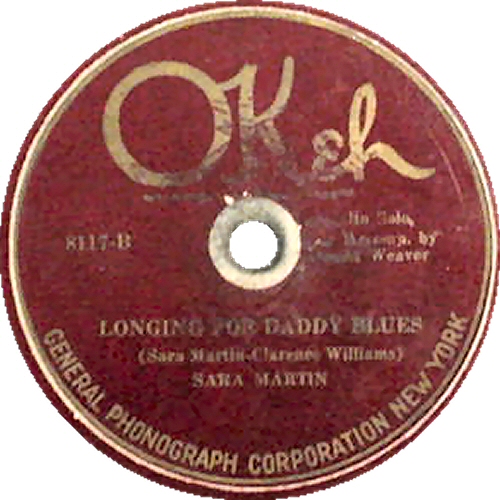 OKeh
Solo,
8117-B
by
Weaver
LONGING FOR DADDY BLUES
(Sara Martin-Clarence Williams)
SARA MARTIN
GENERAL PHONOGRAPH CORPORATION NEW YORK